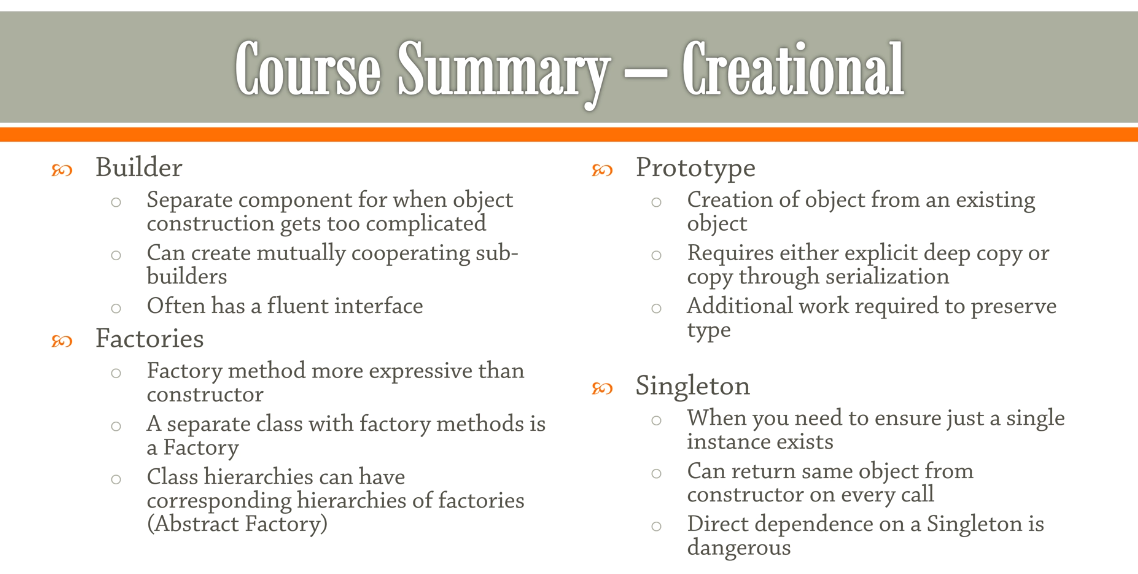 Course Summary — Creational
Builder
Separate component for when object
construction gets too complicated
Can create mutually cooperating sub-
builders
Often has a fluent interface
Factories
Factory method more expressive than
constructor
A separate class with factory methods is
a Factory
Class hierarchies can have
corresponding hierarchies of factories
(Abstract Factory)
Prototype
Creation of object from an existing
object
Requires either explicit deep copy or
copy through serialization
Additional work required to preserve
type
Singleton
When you need to ensure just a single
instance exists
Can return same object from
constructor on every call
Direct dependence on a Singleton is
dangerous